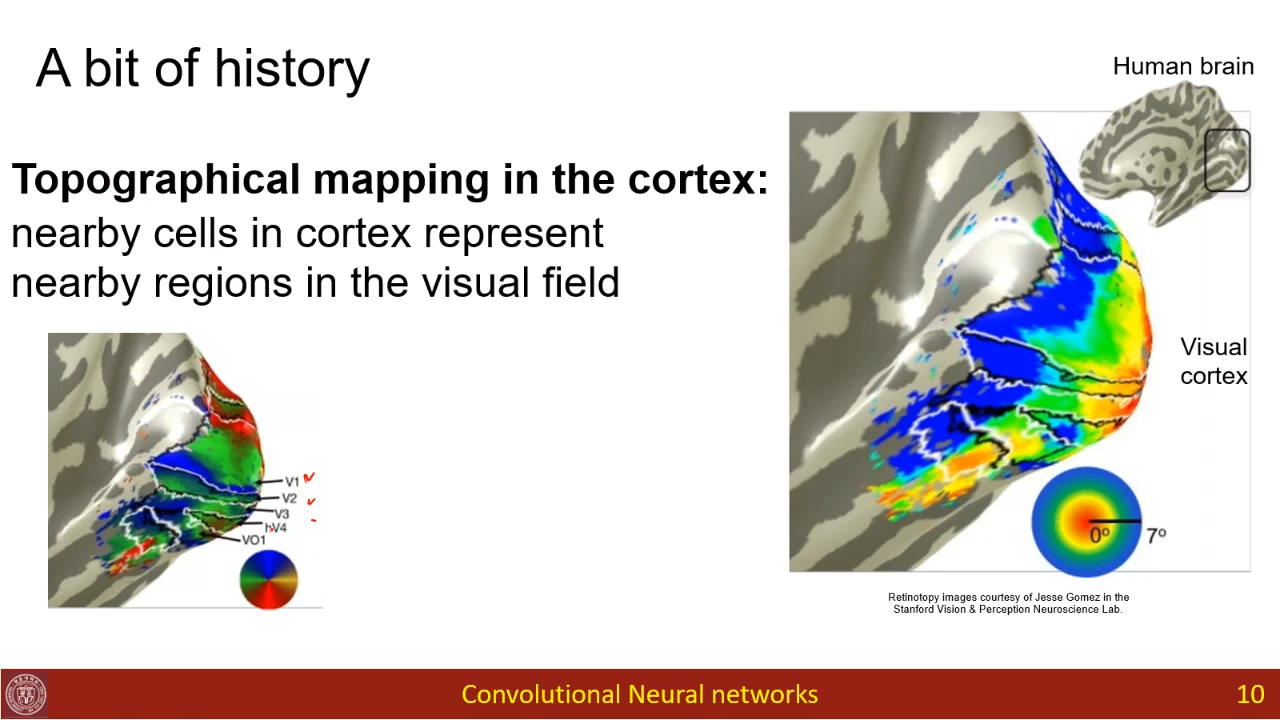 A bit of history
Human brain
Topographical mapping in the cortex:
nearby cells in cortex represent
nearby regions in the visual field
Visual
cortex
V1
V2
V3
hV4
VO1
0º
7º
Retinotopy images courtesy of Jesse Gomez in the
Stanford Vision & Perception Neuroscience Lab.
Convolutional Neural networks
10